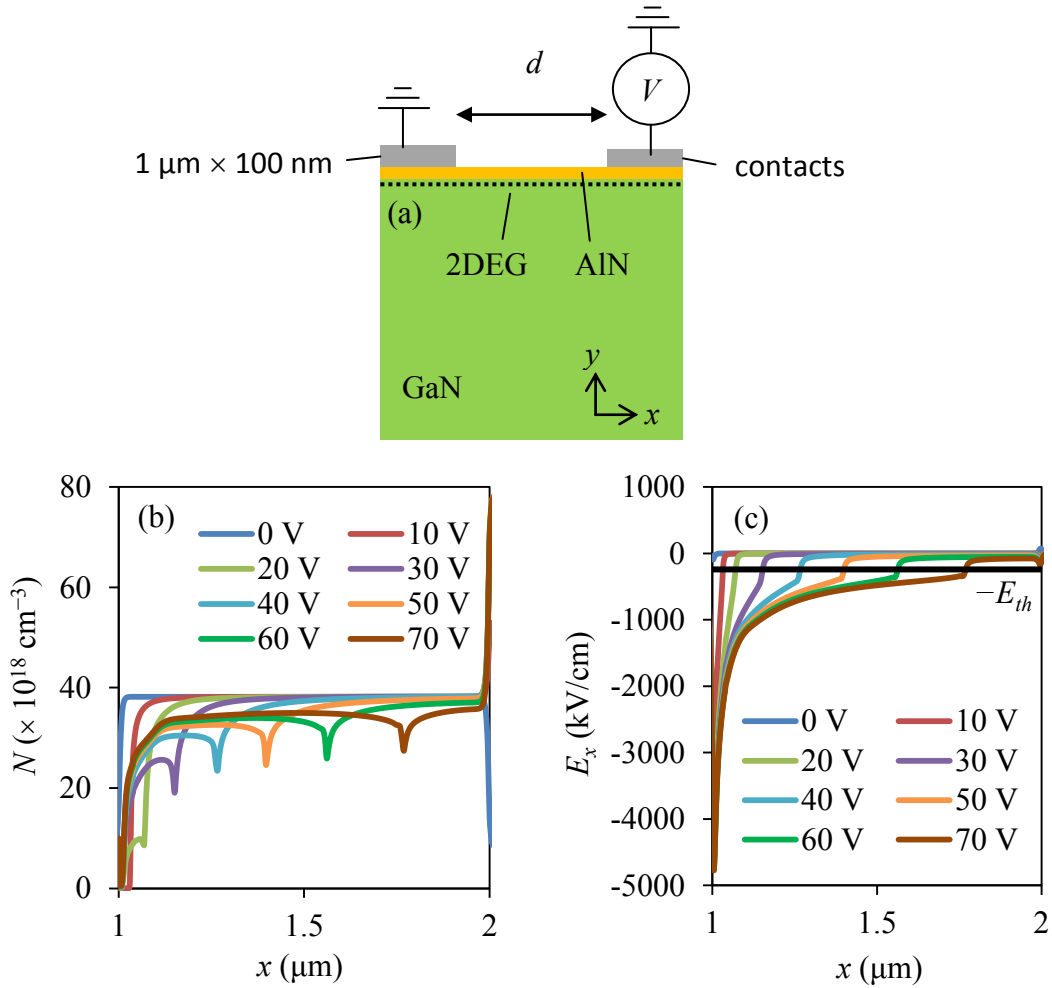 d
V
1 μm × 100 nm
contacts
(a)
2DEG
AlN
GaN
y
x
(b)
80
60
40
20
0
N (× 10¹⁸ cm⁻³)
0 V
10 V
20 V
30 V
40 V
50 V
60 V
70 V
1
1.5
2
x (μm)
(c)
1000
0
-1000
-2000
-3000
-4000
-5000
Eₓ (kV/cm)
−E_th
0 V
10 V
20 V
30 V
40 V
50 V
60 V
70 V
1
1.5
2
x (μm)